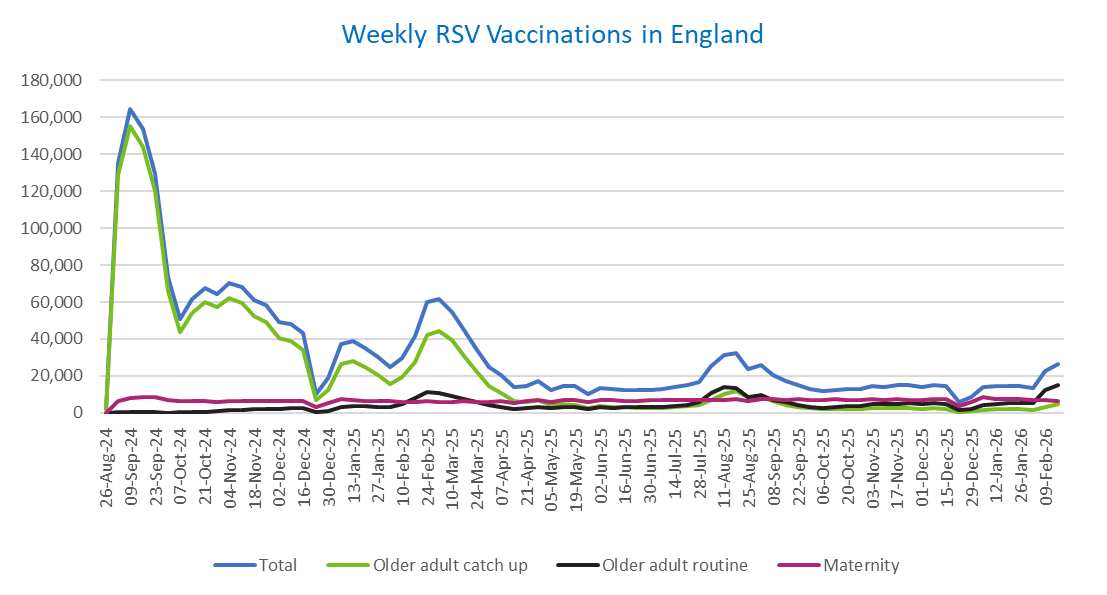 Weekly RSV Vaccinations in England
180,000
160,000
140,000
120,000
100,000
80,000
60,000
40,000
20,000
0
26-Aug-24
09-Sep-24
23-Sep-24
07-Oct-24
21-Oct-24
04-Nov-24
18-Nov-24
02-Dec-24
16-Dec-24
30-Dec-24
13-Jan-25
27-Jan-25
10-Feb-25
24-Feb-25
10-Mar-25
24-Mar-25
07-Apr-25
21-Apr-25
05-May-25
19-May-25
02-Jun-25
16-Jun-25
30-Jun-25
14-Jul-25
28-Jul-25
11-Aug-25
25-Aug-25
08-Sep-25
22-Sep-25
06-Oct-25
20-Oct-25
03-Nov-25
17-Nov-25
01-Dec-25
15-Dec-25
29-Dec-25
12-Jan-26
26-Jan-26
09-Feb-26
Total Older adult catch up Older adult routine Maternity